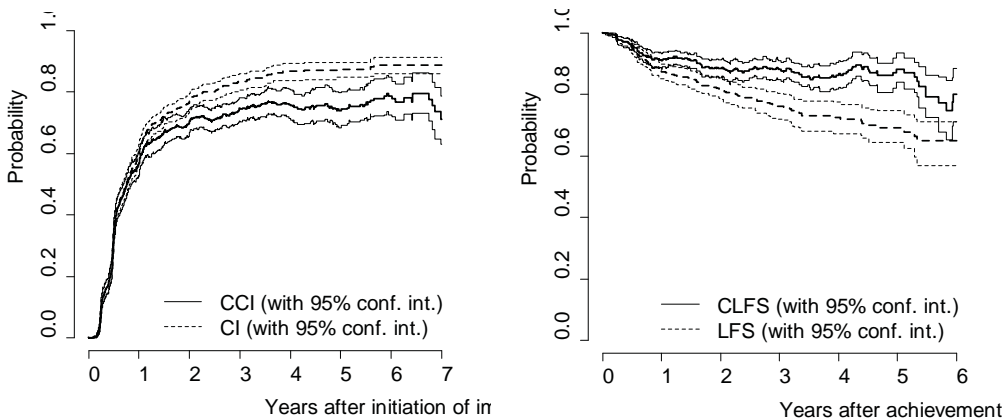 1.0
0.8
0.6
0.4
0.2
0.0
Probability
CCI (with 95% conf. int.)
CI (with 95% conf. int.)
0 1 2 3 4 5 6 7
Years after initiation of
1.0
0.8
0.6
0.4
0.2
0.0
Probability
CLFS (with 95% conf. int.)
LFS (with 95% conf. int.)
0 1 2 3 4 5 6
Years after achievement